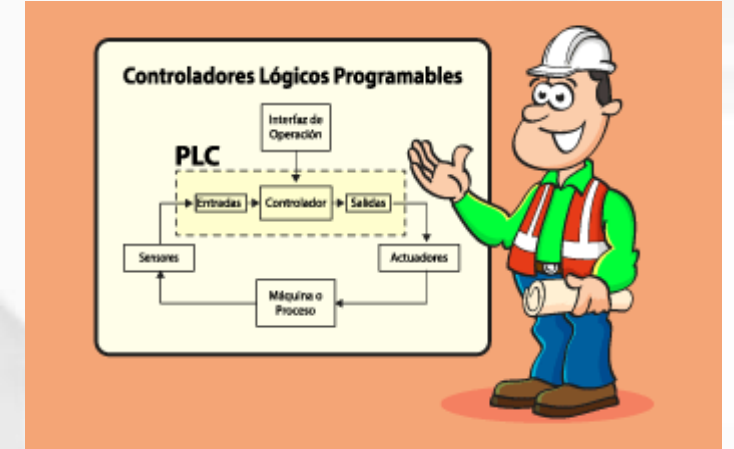 Controladores Lógicos Programables
Interfaz de
Operación
PLC
Entradas
Controlador
Salidas
Sensores
Actuadores
Máquina o
Proceso